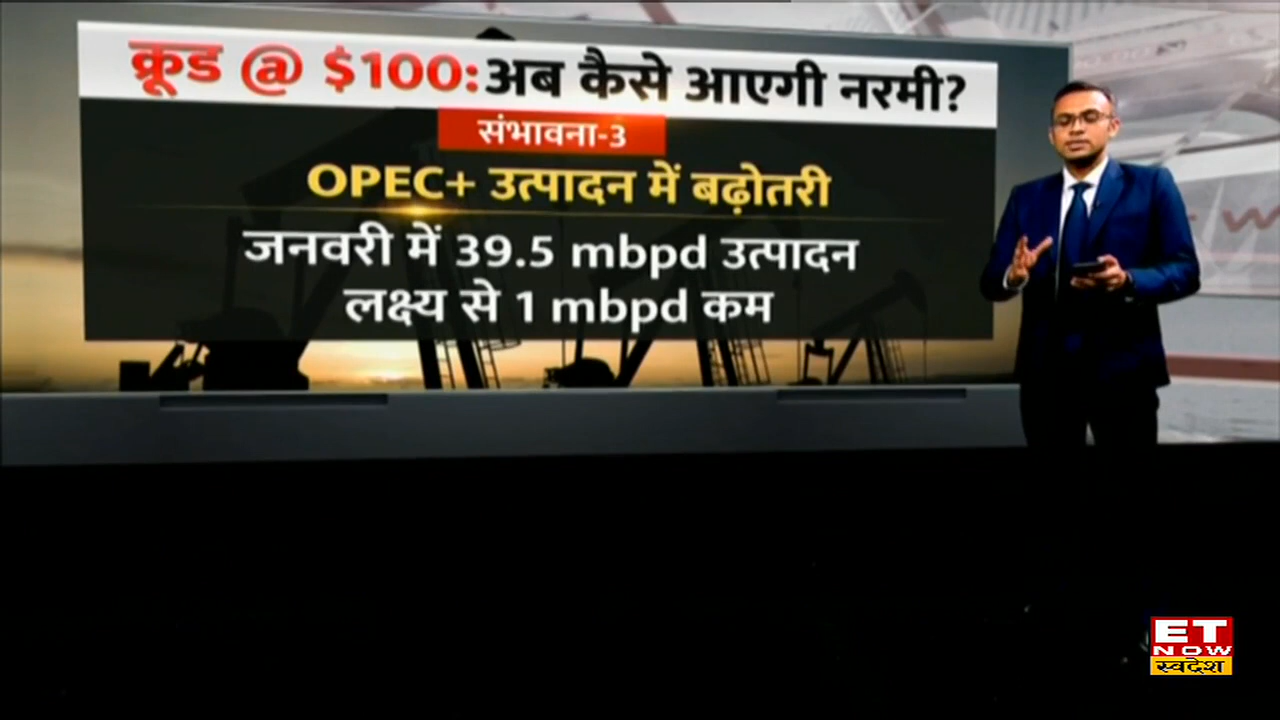 क्रूड @ $100: अब कैसे आएगी नरमी?
संभावना-3
OPEC+ उत्पादन में बढ़ोतरी
जनवरी में 39.5 mbpd उत्पादन
लक्ष्य से 1 mbpd कम
ET
NOW
स्वदेश